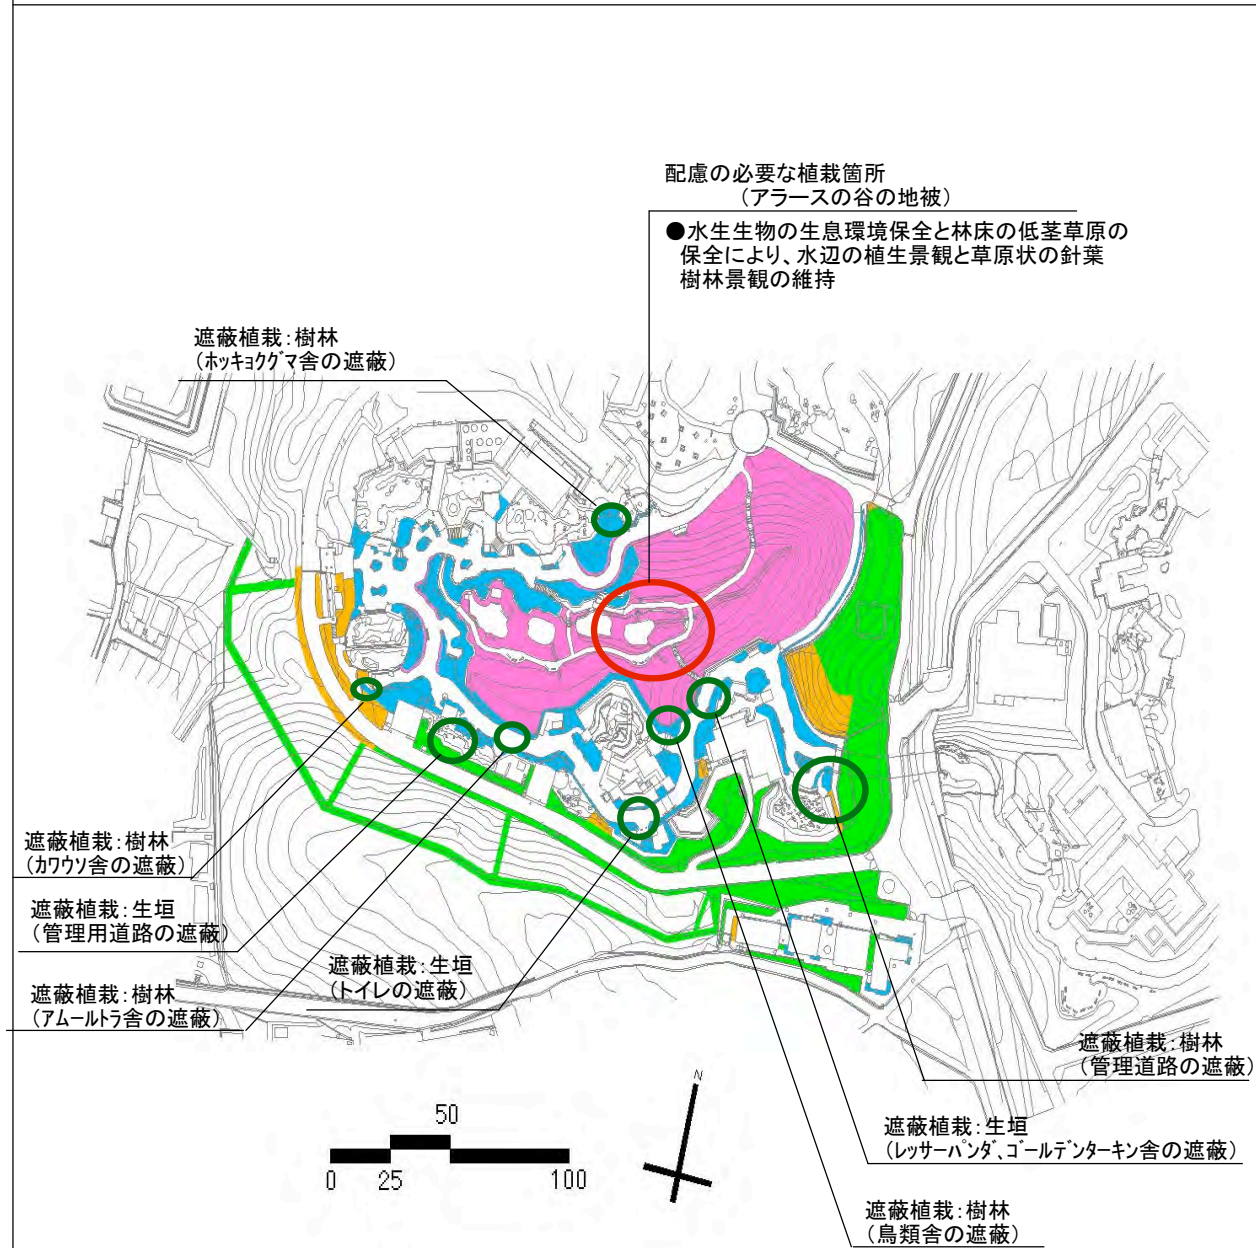 配慮の必要な植栽箇所
(アラースの谷の地被)
●水生生物の生息環境保全と林床の低茎草原の
保全により、水辺の植生景観と草原状の針葉
樹林景観の維持
遮蔽植栽:樹林
(ホッキョクグマ舎の遮蔽)
遮蔽植栽:樹林
(カワウソ舎の遮蔽)
遮蔽植栽:生垣
(管理用道路の遮蔽)
遮蔽植栽:樹林
(アムールトラ舎の遮蔽)
遮蔽植栽:生垣
(トイレの遮蔽)
遮蔽植栽:樹林
(管理道路の遮蔽)
遮蔽植栽:生垣
(レッサーパンダ、ゴールデンターキン舎の遮蔽)
遮蔽植栽:樹林
(鳥類舎の遮蔽)
50
0 25 100
N